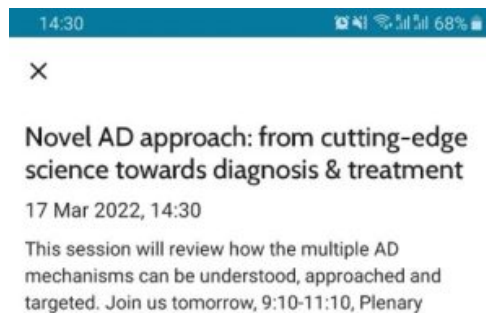 14:30 68%
Novel AD approach: from cutting-edge
science towards diagnosis & treatment
17 Mar 2022, 14:30
This session will review how the multiple AD
mechanisms can be understood, approached and
targeted. Join us tomorrow, 9:10-11:10, Plenary